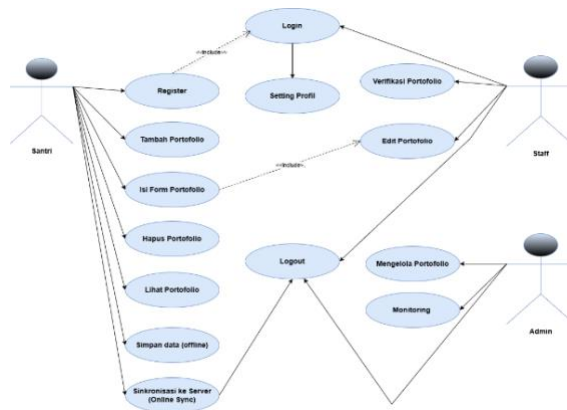 Login
<<include>>
Register
Setting Profil
Verifikasi Portofolio
Santri
Staff
Tambah Portofolio
Edit Portofolio
Isi Form Portofolio
<<include>>
Hapus Portofolio
Logout
Mengelola Portofolio
Lihat Portofolio
Monitoring
Admin
Simpan data (offline)
Sinkronisasi ke Server
(Online Sync)